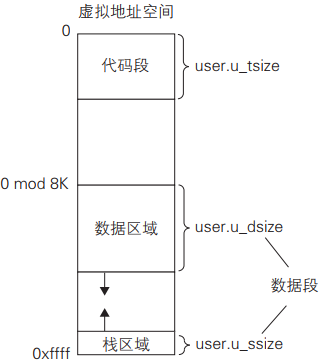 虚拟地址空间
0
代码段
user.u_tsize
0 mod 8K
数据区域
user.u_dsize
数据段
栈区域
user.u_ssize
0xffff